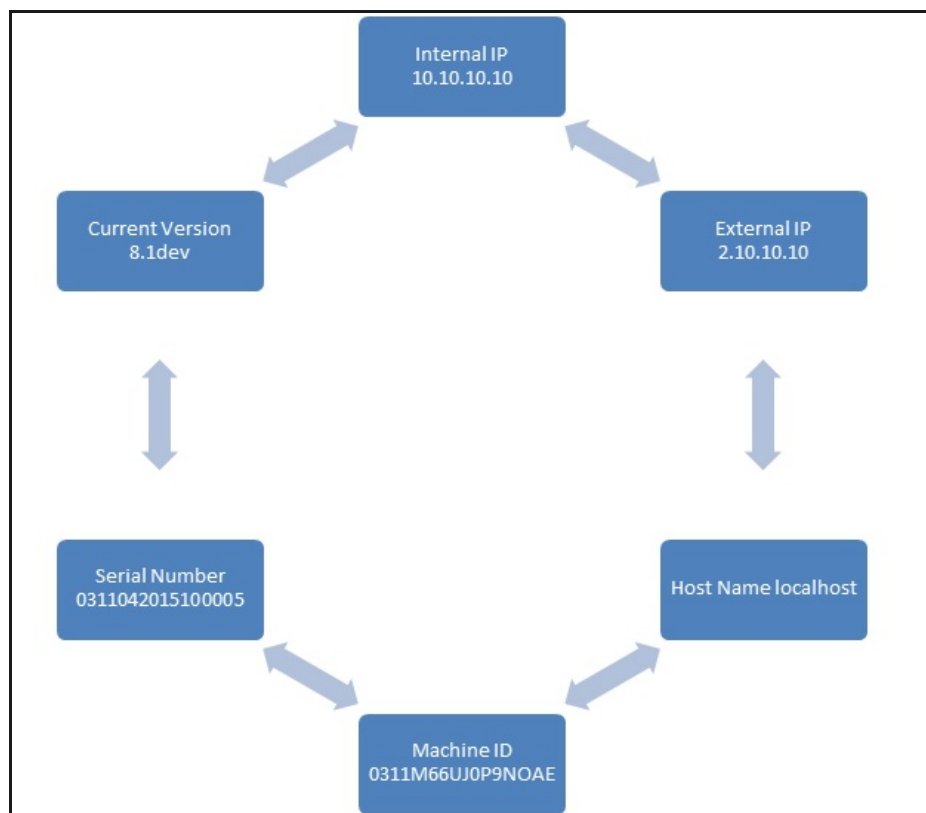 Internal IP
10.10.10.10
Current Version
8.1dev
External IP
2.10.10.10
Serial Number
0311042015100005
Host Name localhost
Machine ID
0311M66UJ0P9NOAE